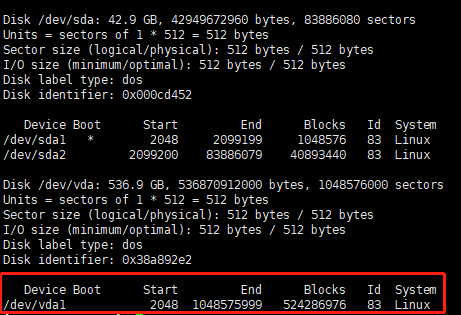 Disk /dev/sda: 42.9 GB, 42949672960 bytes, 83886080 sectors
Units = sectors of 1 * 512 = 512 bytes
Sector size (logical/physical): 512 bytes / 512 bytes
I/O size (minimum/optimal): 512 bytes / 512 bytes
Disk label type: dos
Disk identifier: 0x000cd452
Device Boot Start End Blocks Id System
/dev/sda1 * 2048 2099199 1048576 83 Linux
/dev/sda2 2099200 83886079 40893440 83 Linux
Disk /dev/vda: 536.9 GB, 536870912000 bytes, 1048576000 sectors
Units = sectors of 1 * 512 = 512 bytes
Sector size (logical/physical): 512 bytes / 512 bytes
I/O size (minimum/optimal): 512 bytes / 512 bytes
Disk label type: dos
Disk identifier: 0x38a892e2
Device Boot Start End Blocks Id System
/dev/vda1 2048 1048575999 524286976 83 Linux